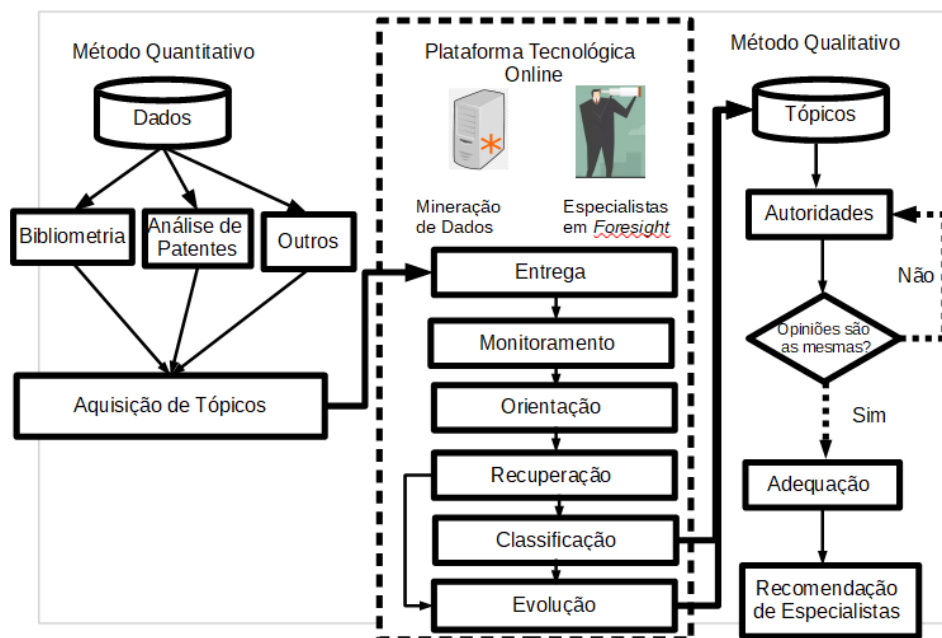 Método Quantitativo
Dados
Bibliometria
Análise de
Patentes
Outros
Aquisição de Tópicos
Plataforma Tecnológica
Online
Mineração
de Dados
Especialistas
em Foresight
Entrega
Monitoramento
Orientação
Recuperação
Classificação
Evolução
Método Qualitativo
Tópicos
Autoridades
Não
Opiniões são
as mesmas?
Sim
Adequação
Recomendação
de Especialistas